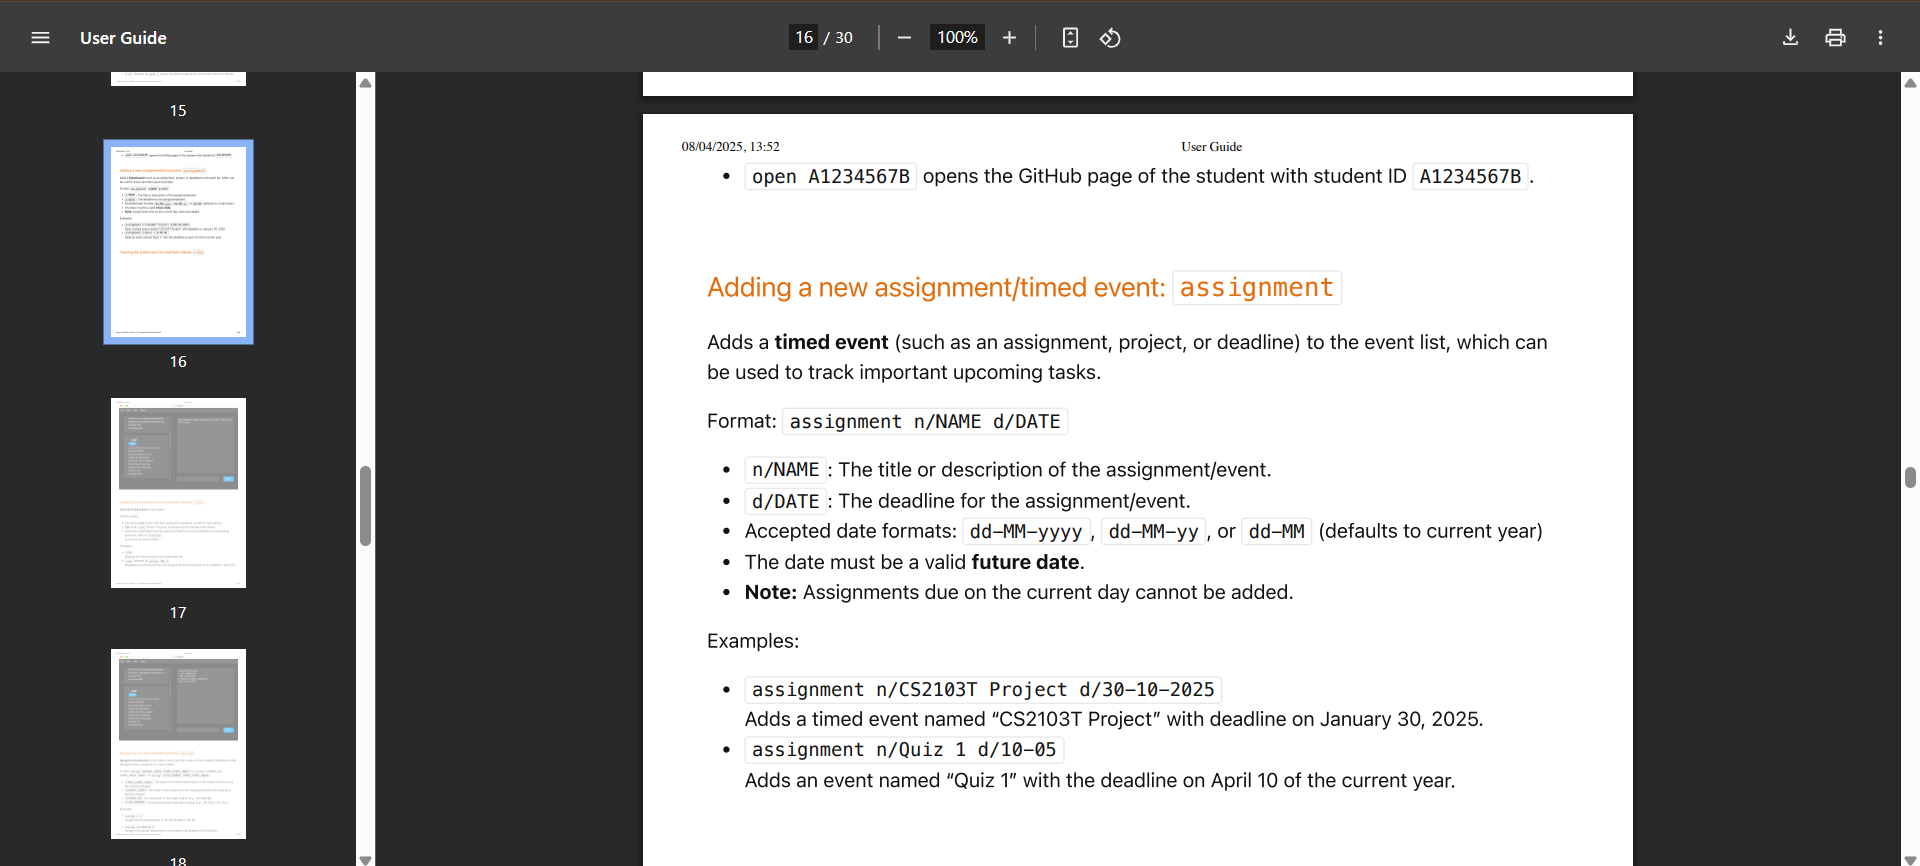 User Guide
16 / 30
100%
15
16
17
18
08/04/2025, 13:52
User Guide
• open A1234567B opens the GitHub page of the student with student ID A1234567B .
Adding a new assignment/timed event: assignment
Adds a timed event (such as an assignment, project, or deadline) to the event list, which can
be used to track important upcoming tasks.
Format: assignment n/NAME d/DATE
• n/NAME : The title or description of the assignment/event.
• d/DATE : The deadline for the assignment/event.
• Accepted date formats: dd-MM-yyyy , dd-MM-yy , or dd-MM (defaults to current year)
• The date must be a valid future date.
• Note: Assignments due on the current day cannot be added.
Examples:
• assignment n/CS2103T Project d/30-10-2025
Adds a timed event named “CS2103T Project” with deadline on January 30, 2025.
• assignment n/Quiz 1 d/10-05
Adds an event named “Quiz 1” with the deadline on April 10 of the current year.